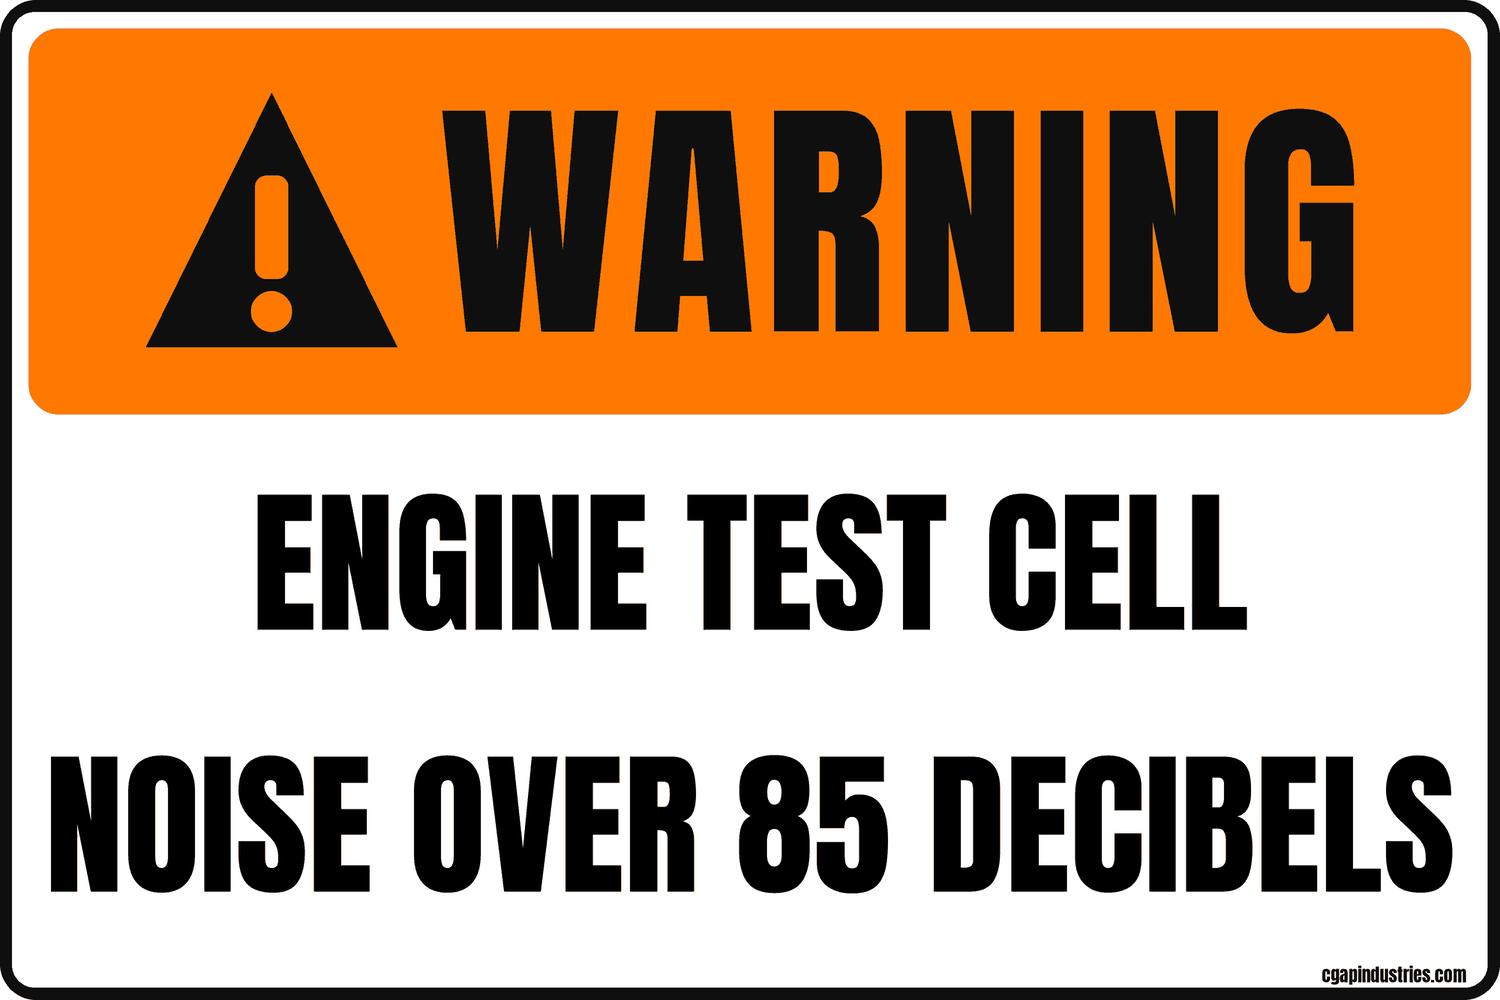 WARNING
ENGINE TEST CELL
NOISE OVER 85 DECIBELS
cgapindustries.com